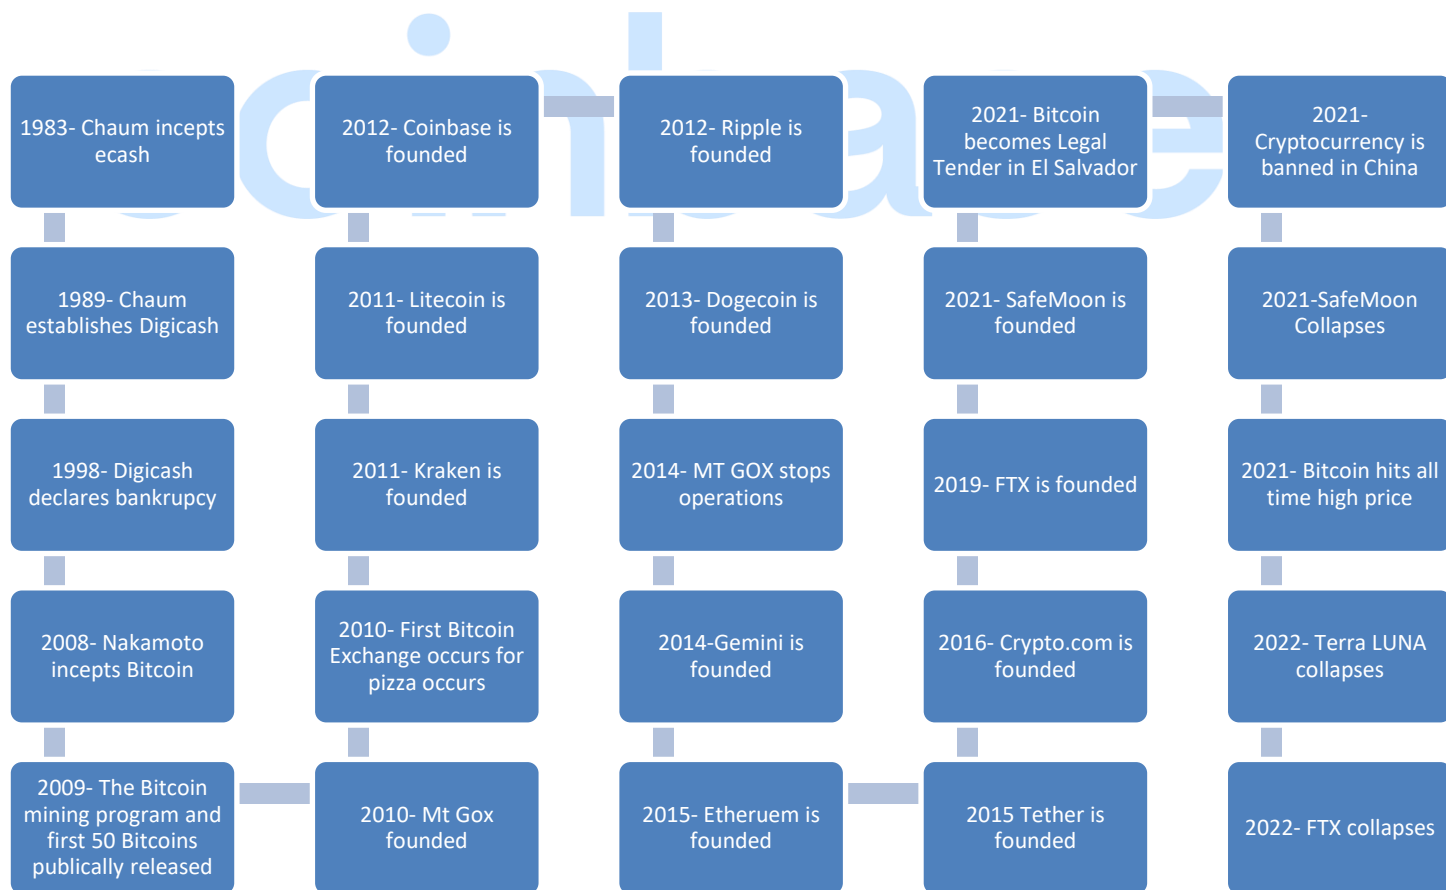 coinbase
1983- Chaum incepts
ecash
1989- Chaum
establishes Digicash
1998- Digicash
declares bankrupcy
2008- Nakamoto
incepts Bitcoin
2009- The Bitcoin
mining program and
first 50 Bitcoins
publically released
2010- Mt Gox
founded
2010- First Bitcoin
Exchange occurs for
pizza occurs
2011- Kraken is
founded
2011- Litecoin is
founded
2012- Coinbase is
founded
2012- Ripple is
founded
2013- Dogecoin is
founded
2014- MT GOX stops
operations
2014-Gemini is
founded
2015- Etheruem is
founded
2015 Tether is
founded
2016- Crypto.com is
founded
2019- FTX is founded
2021- SafeMoon is
founded
2021- Bitcoin
becomes Legal
Tender in El Salvador
2021-
Cryptocurrency is
banned in China
2021-SafeMoon
Collapses
2021- Bitcoin hits all
time high price
2022- Terra LUNA
collapses
2022- FTX collapses